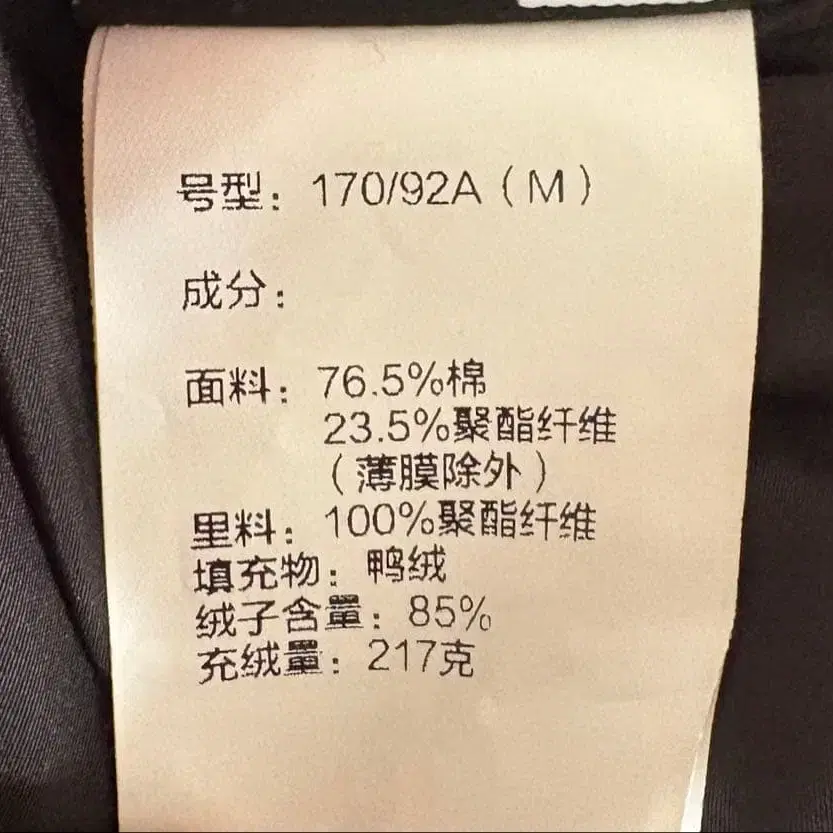 号型：170/92A（M）
成分：
面料：76.5%棉
23.5%聚酯纤维
（薄膜除外）
里料：100%聚酯纤维
填充物：鸭绒
绒子含量：85%
充绒量：217克